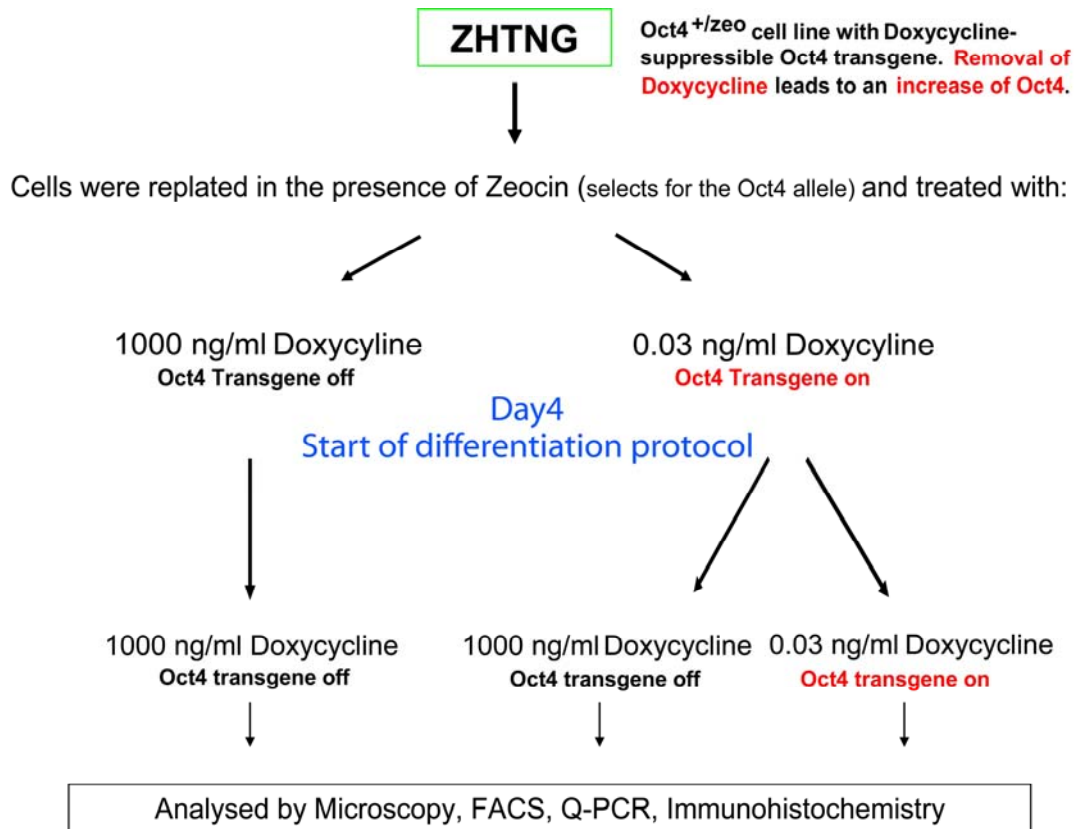 ZHTNG
Oct4 +/zeo cell line with Doxycycline-
suppressible Oct4 transgene. Removal of
Doxycycline leads to an increase of Oct4.
Cells were replated in the presence of Zeocin (selects for the Oct4 allele) and treated with:
1000 ng/ml Doxycyline
Oct4 Transgene off
0.03 ng/ml Doxycyline
Oct4 Transgene on
Day4
Start of differentiation protocol
1000 ng/ml Doxycycline
Oct4 transgene off
1000 ng/ml Doxycycline
Oct4 transgene off
0.03 ng/ml Doxycycline
Oct4 transgene on
Analysed by Microscopy, FACS, Q-PCR, Immunohistochemistry